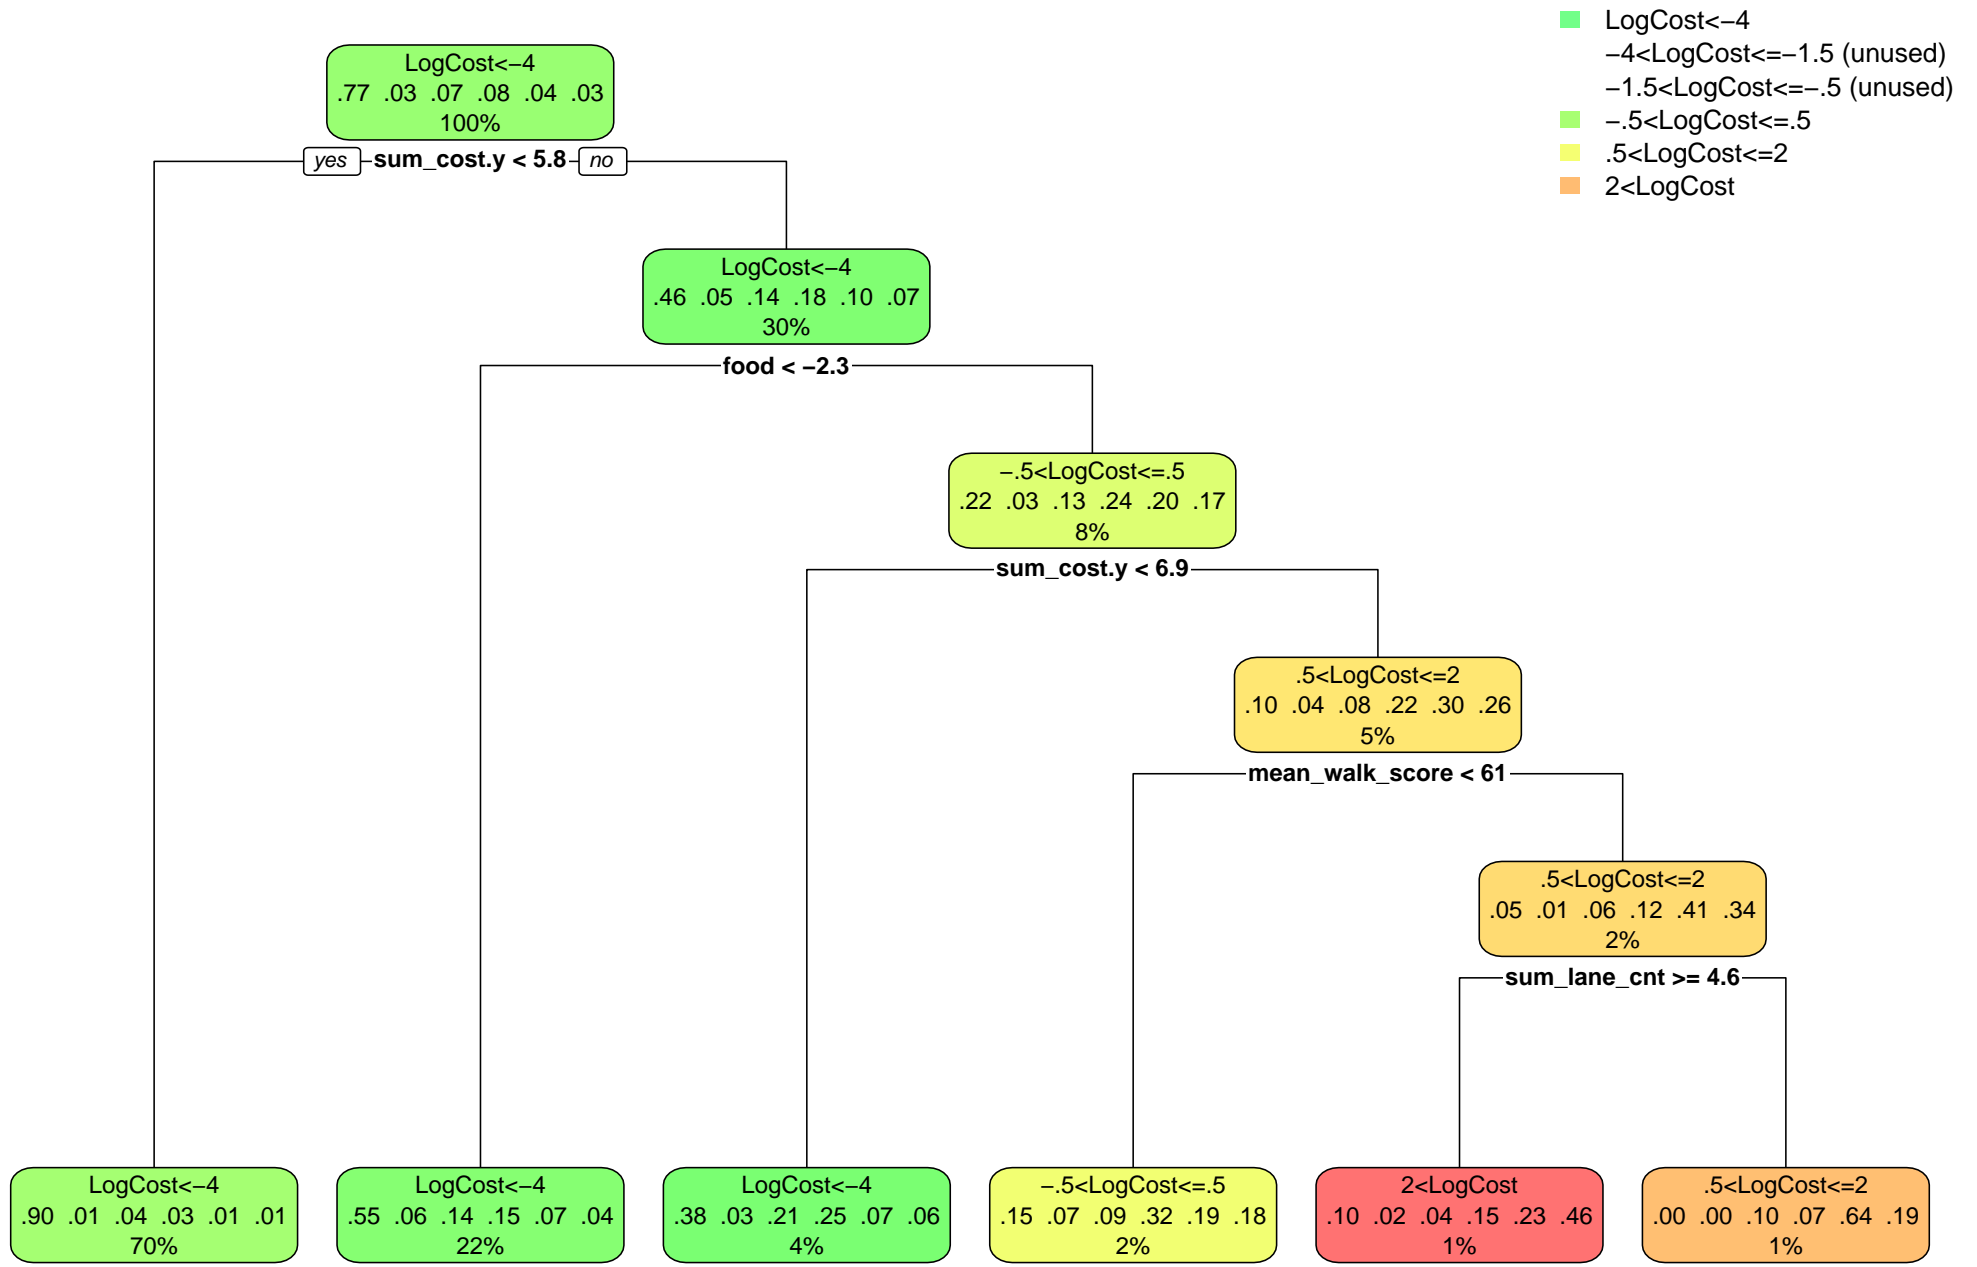 LogCost<−4
−4<LogCost<=−1.5 (unused)
−1.5<LogCost<=−.5 (unused)
−.5<LogCost<=.5
.5<LogCost<=2
2<LogCost
LogCost<−4
.77 .03 .07 .08 .04 .03
100%
yes sum_cost.y < 5.8 no
LogCost<−4
.46 .05 .14 .18 .10 .07
30%
food < −2.3
−.5<LogCost<=.5
.22 .03 .13 .24 .20 .17
8%
sum_cost.y < 6.9
.5<LogCost<=2
.10 .04 .08 .22 .30 .26
5%
mean_walk_score < 61
.5<LogCost<=2
.05 .01 .06 .12 .41 .34
2%
sum_lane_cnt >= 4.6
LogCost<−4
.90 .01 .04 .03 .01 .01
70%
LogCost<−4
.55 .06 .14 .15 .07 .04
22%
LogCost<−4
.38 .03 .21 .25 .07 .06
4%
−.5<LogCost<=.5
.15 .07 .09 .32 .19 .18
2%
2<LogCost
.10 .02 .04 .15 .23 .46
1%
.5<LogCost<=2
.00 .00 .10 .07 .64 .19
1%